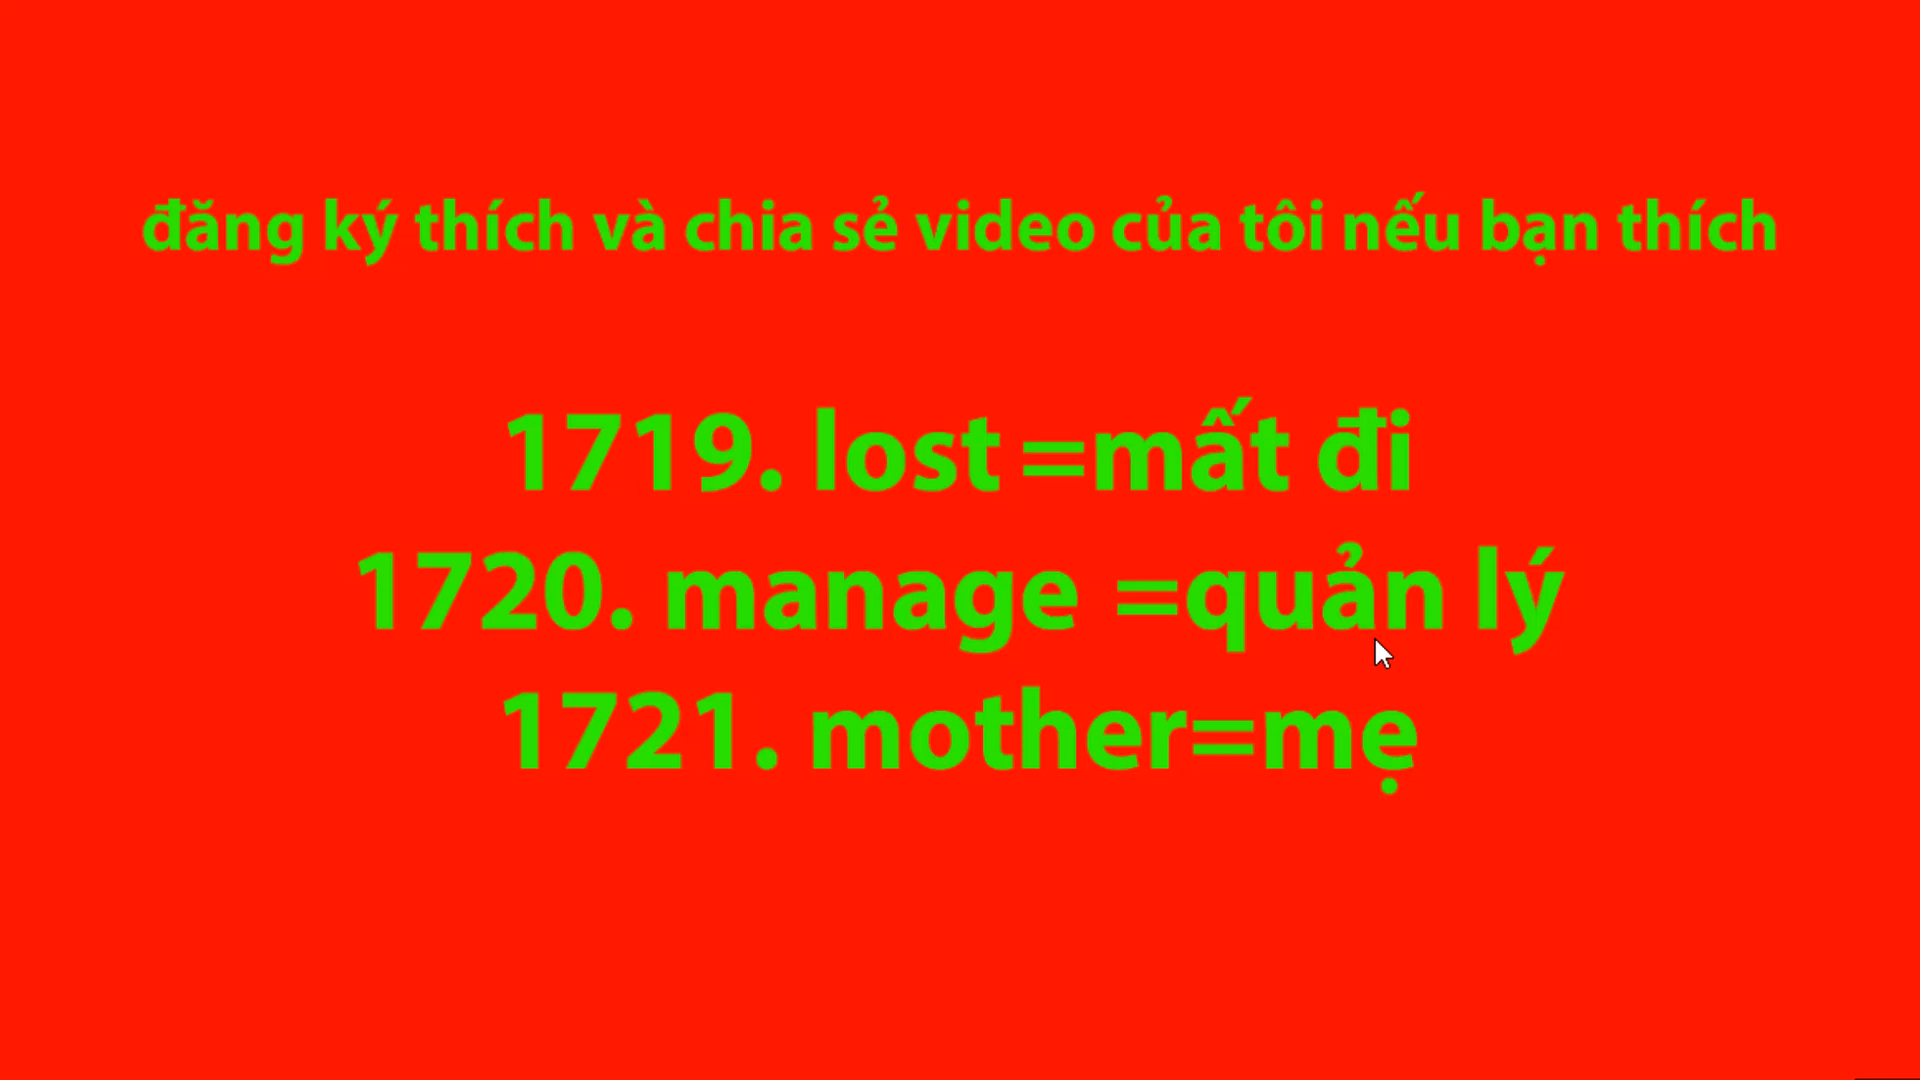 đăng ký thích và chia sẻ video của tôi nếu bạn thích
1719. lost =mất đi
1720. manage =quản lý
1721. mother=mẹ